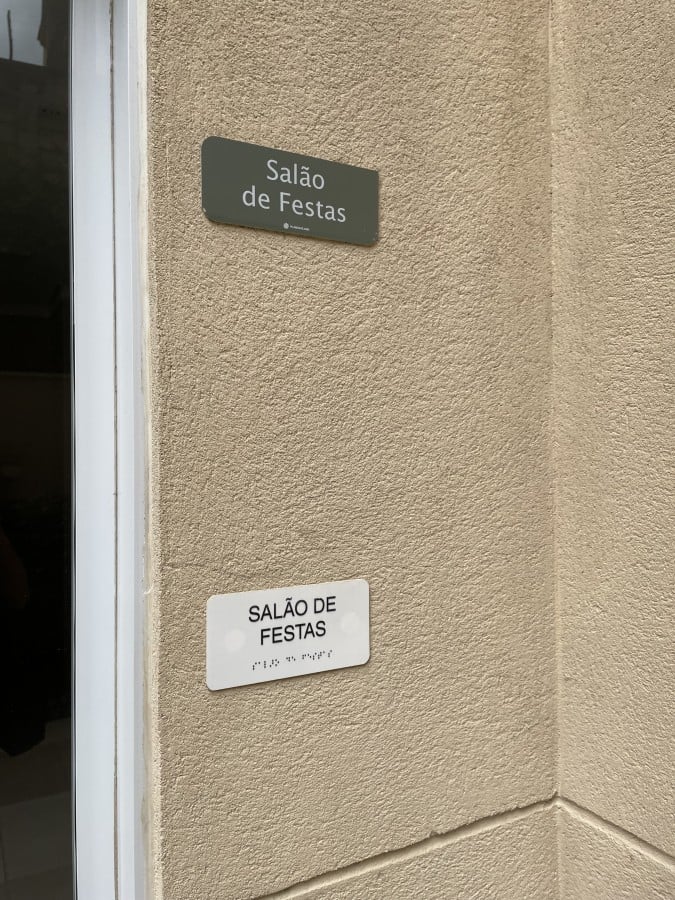 Salão
de Festas
SALÃO DE
FESTAS